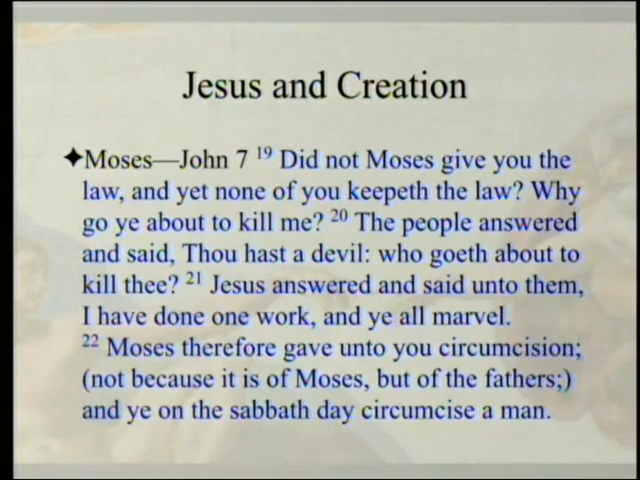 Jesus and Creation
✦Moses—John 7 19 Did not Moses give you the
law, and yet none of you keepeth the law? Why
go ye about to kill me? 20 The people answered
and said, Thou hast a devil: who goeth about to
kill thee? 21 Jesus answered and said unto them,
I have done one work, and ye all marvel.
22 Moses therefore gave unto you circumcision;
(not because it is of Moses, but of the fathers;)
and ye on the sabbath day circumcise a man.